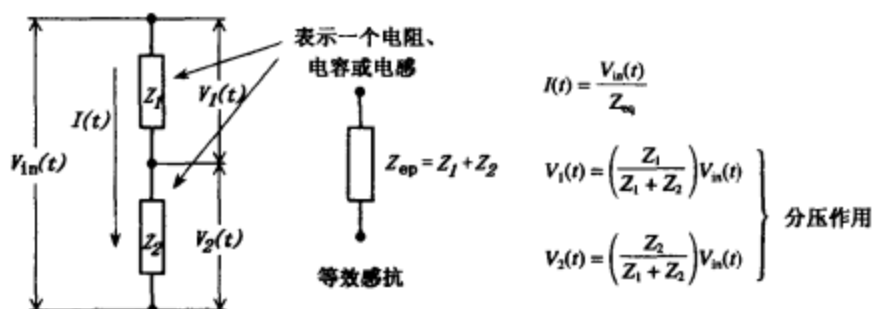 表示一个电阻、
电容或电感
Z1
V1(t)
I(t)
Vin(t)
Z2
V2(t)
Zep = Z1 + Z2
等效感抗
I(t) = Vin(t) / Zeq
V1(t) = (Z1 / (Z1 + Z2)) Vin(t)
V2(t) = (Z2 / (Z1 + Z2)) Vin(t)
分压作用